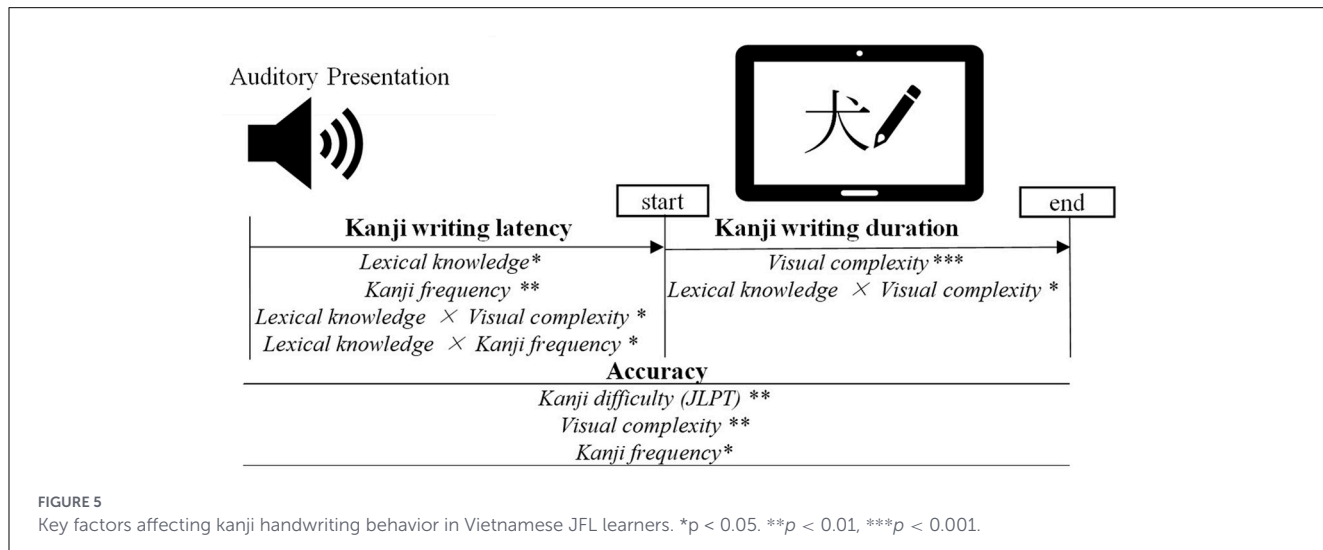 Auditory Presentation
犬
start
end
Kanji writing latency
Kanji writing duration
Lexical knowledge*
Kanji frequency **
Lexical knowledge × Visual complexity *
Lexical knowledge × Kanji frequency *
Visual complexity ***
Lexical knowledge × Visual complexity *
Accuracy
Kanji difficulty (JLPT) **
Visual complexity **
Kanji frequency*
FIGURE 5
Key factors affecting kanji handwriting behavior in Vietnamese JFL learners. *p < 0.05. **p < 0.01, ***p < 0.001.